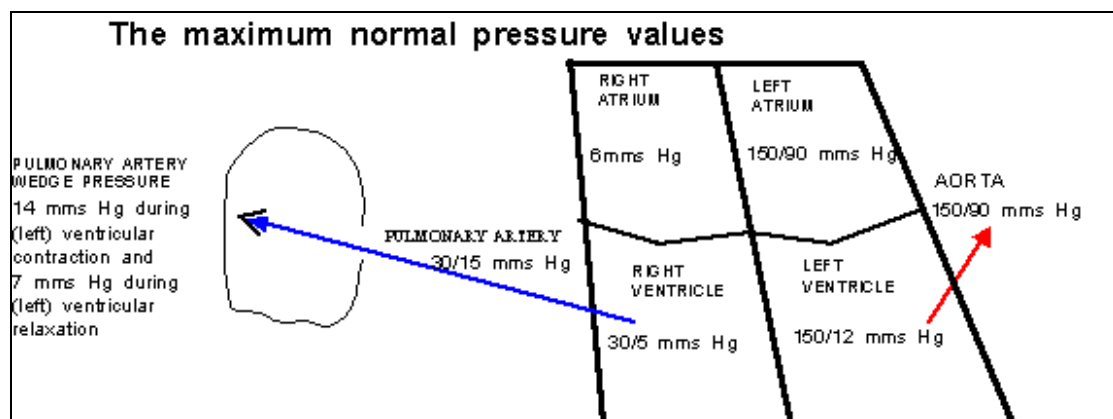 The maximum normal pressure values
PULMONARY ARTERY
WEDGE PRESSURE
14 mms Hg during
(left) ventricular
contraction and
7 mms Hg during
(left) ventricular
relaxation
PULMONARY ARTERY
30/15 mms Hg
RIGHT
ATRIUM
6mms Hg
LEFT
ATRIUM
150/90 mms Hg
AORTA
150/90 mms Hg
RIGHT
VENTRICLE
30/5 mms Hg
LEFT
VENTRICLE
150/12 mms Hg